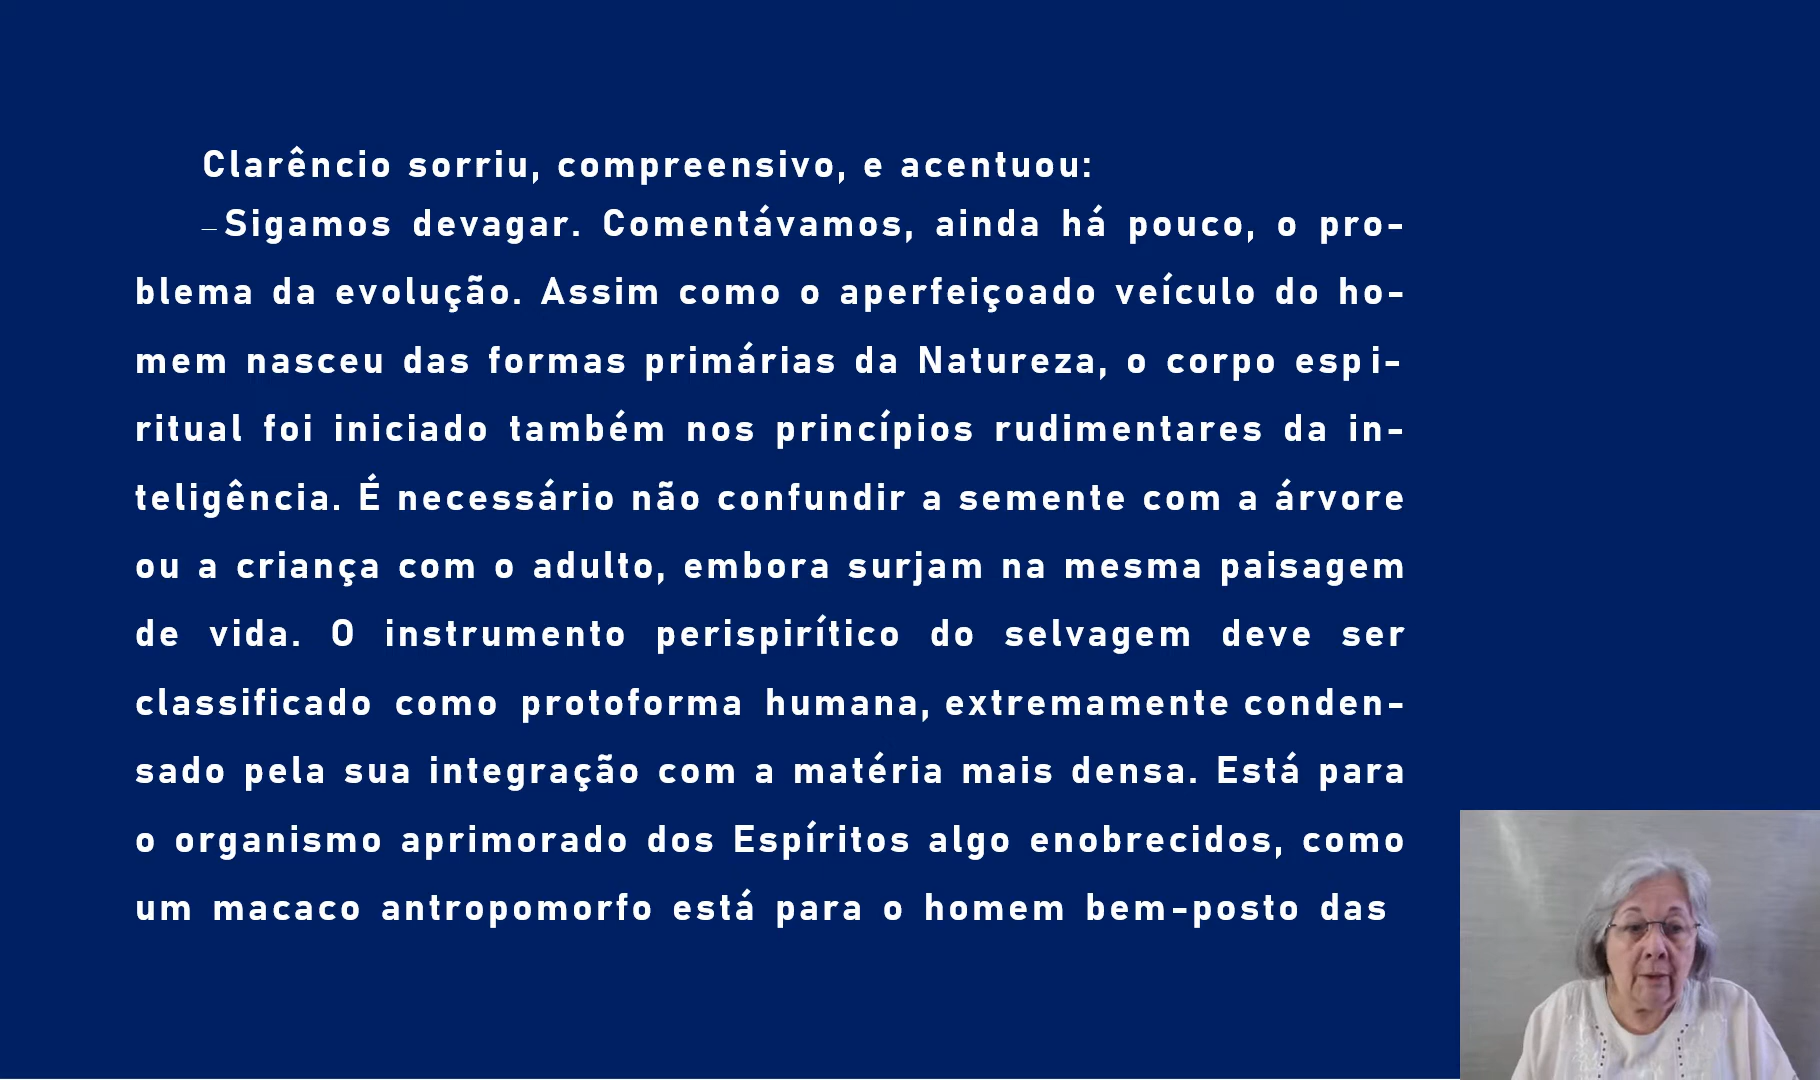 Clarêncio sorriu, compreensivo, e acentuou:
– Sigamos devagar. Comentávamos, ainda há pouco, o pro-
blema da evolução. Assim como o aperfeiçoado veículo do ho-
mem nasceu das formas primárias da Natureza, o corpo espi-
ritual foi iniciado também nos princípios rudimentares da in-
teligência. É necessário não confundir a semente com a árvore
ou a criança com o adulto, embora surjam na mesma paisagem
de vida. O instrumento perispirítico do selvagem deve ser
classificado como protoforma humana, extremamente conden-
sado pela sua integração com a matéria mais densa. Está para
o organismo aprimorado dos Espíritos algo enobrecidos, como
um macaco antropomorfo está para o homem bem-posto das